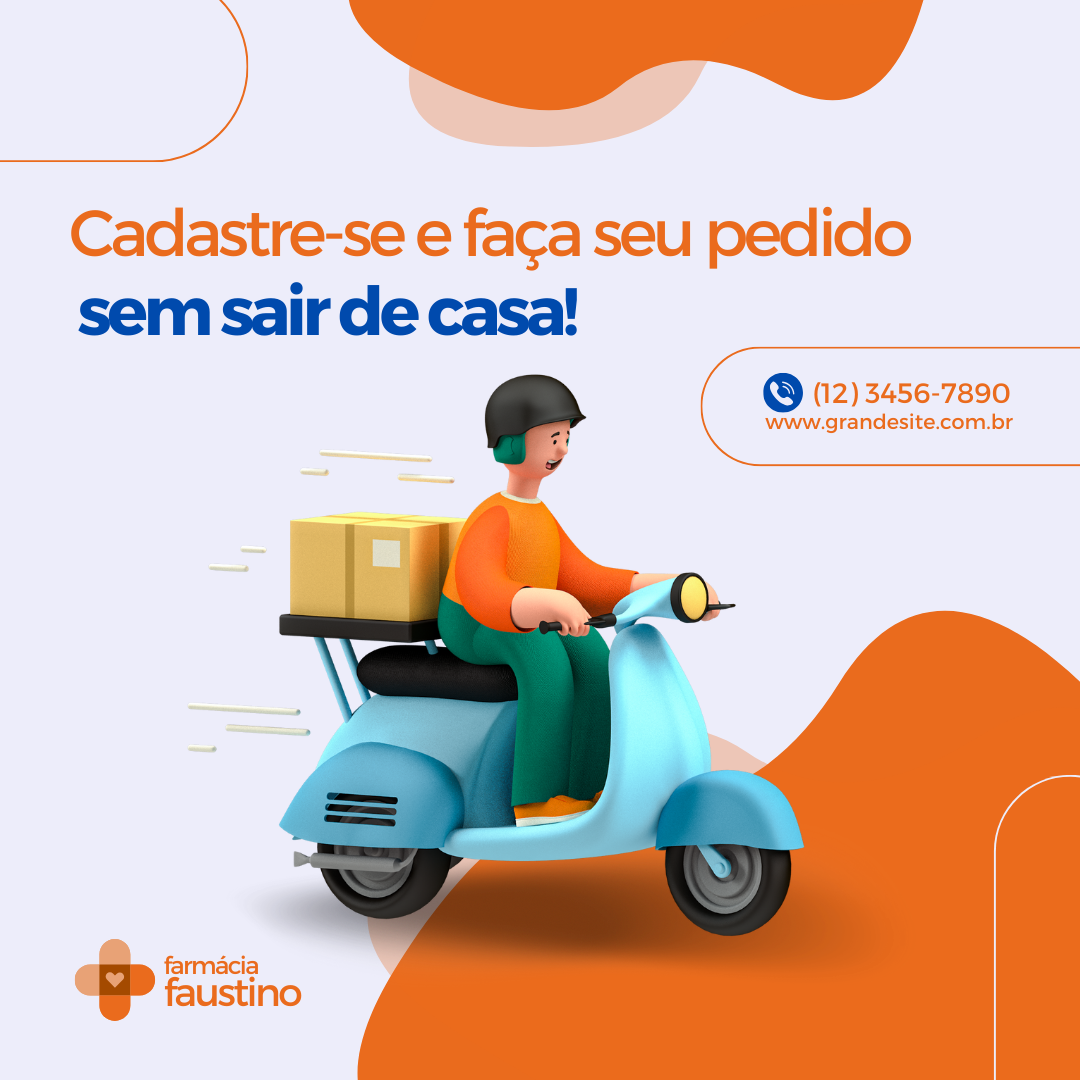 Cadastre-se e faça seu pedido
sem sair de casa!
(12) 3456-7890
www.grandesite.com.br
farmácia
faustino